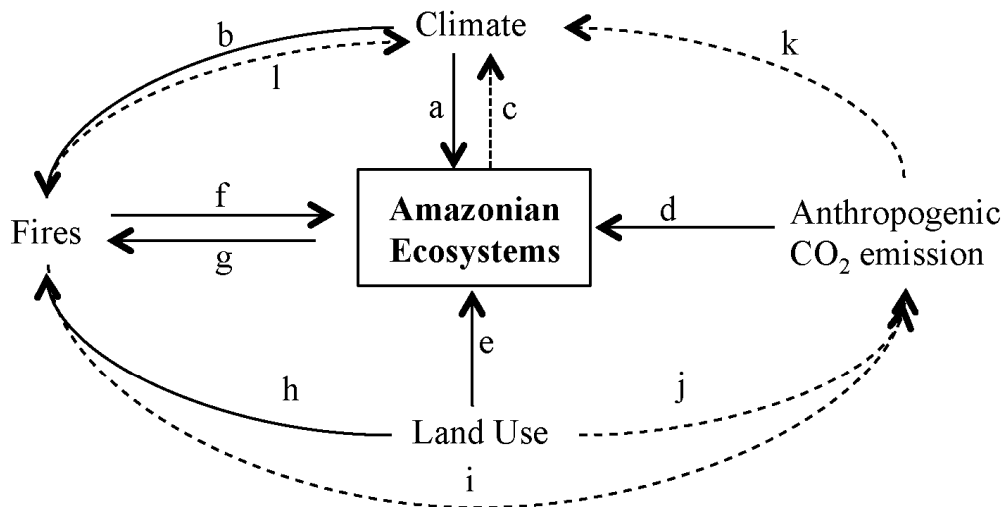 Climate
b
l
k
a
c
Fires
f
g
Amazonian
Ecosystems
d
Anthropogenic
CO₂ emission
e
h
Land Use
j
i